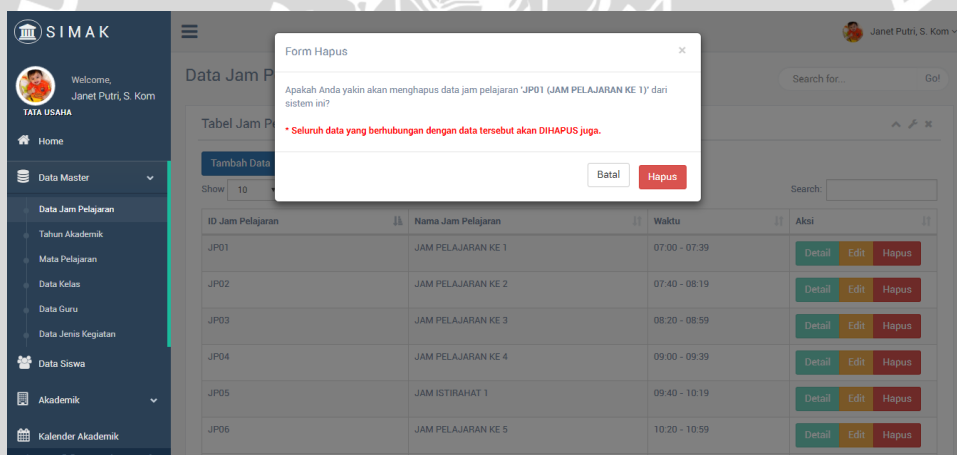 SIMAK
Janet Putri, S. Kom
Welcome,
Janet Putri, S. Kom
TATA USAHA
Home
Data Master
Data Jam Pelajaran
Tahun Akademik
Mata Pelajaran
Data Kelas
Data Guru
Data Jenis Kegiatan
Data Siswa
Akademik
Kalender Akademik
Form Hapus
×
Apakah Anda yakin akan menghapus data jam pelajaran 'JP01 (JAM PELAJARAN KE 1)' dari
sistem ini?
* Seluruh data yang berhubungan dengan data tersebut akan DIHAPUS juga.
Batal Hapus
Data Jam P
Search for... Go!
Tabel Jam Pe
Tambah Data
Show 10
Search:
ID Jam Pelajaran Nama Jam Pelajaran Waktu Aksi
JP01 JAM PELAJARAN KE 1 07:00 - 07:39 Detail Edit Hapus
JP02 JAM PELAJARAN KE 2 07:40 - 08:19 Detail Edit Hapus
JP03 JAM PELAJARAN KE 3 08:20 - 08:59 Detail Edit Hapus
JP04 JAM PELAJARAN KE 4 09:00 - 09:39 Detail Edit Hapus
JP05 JAM ISTIRAHAT 1 09:40 - 10:19 Detail Edit Hapus
JP06 JAM PELAJARAN KE 5 10:20 - 10:59 Detail Edit Hapus